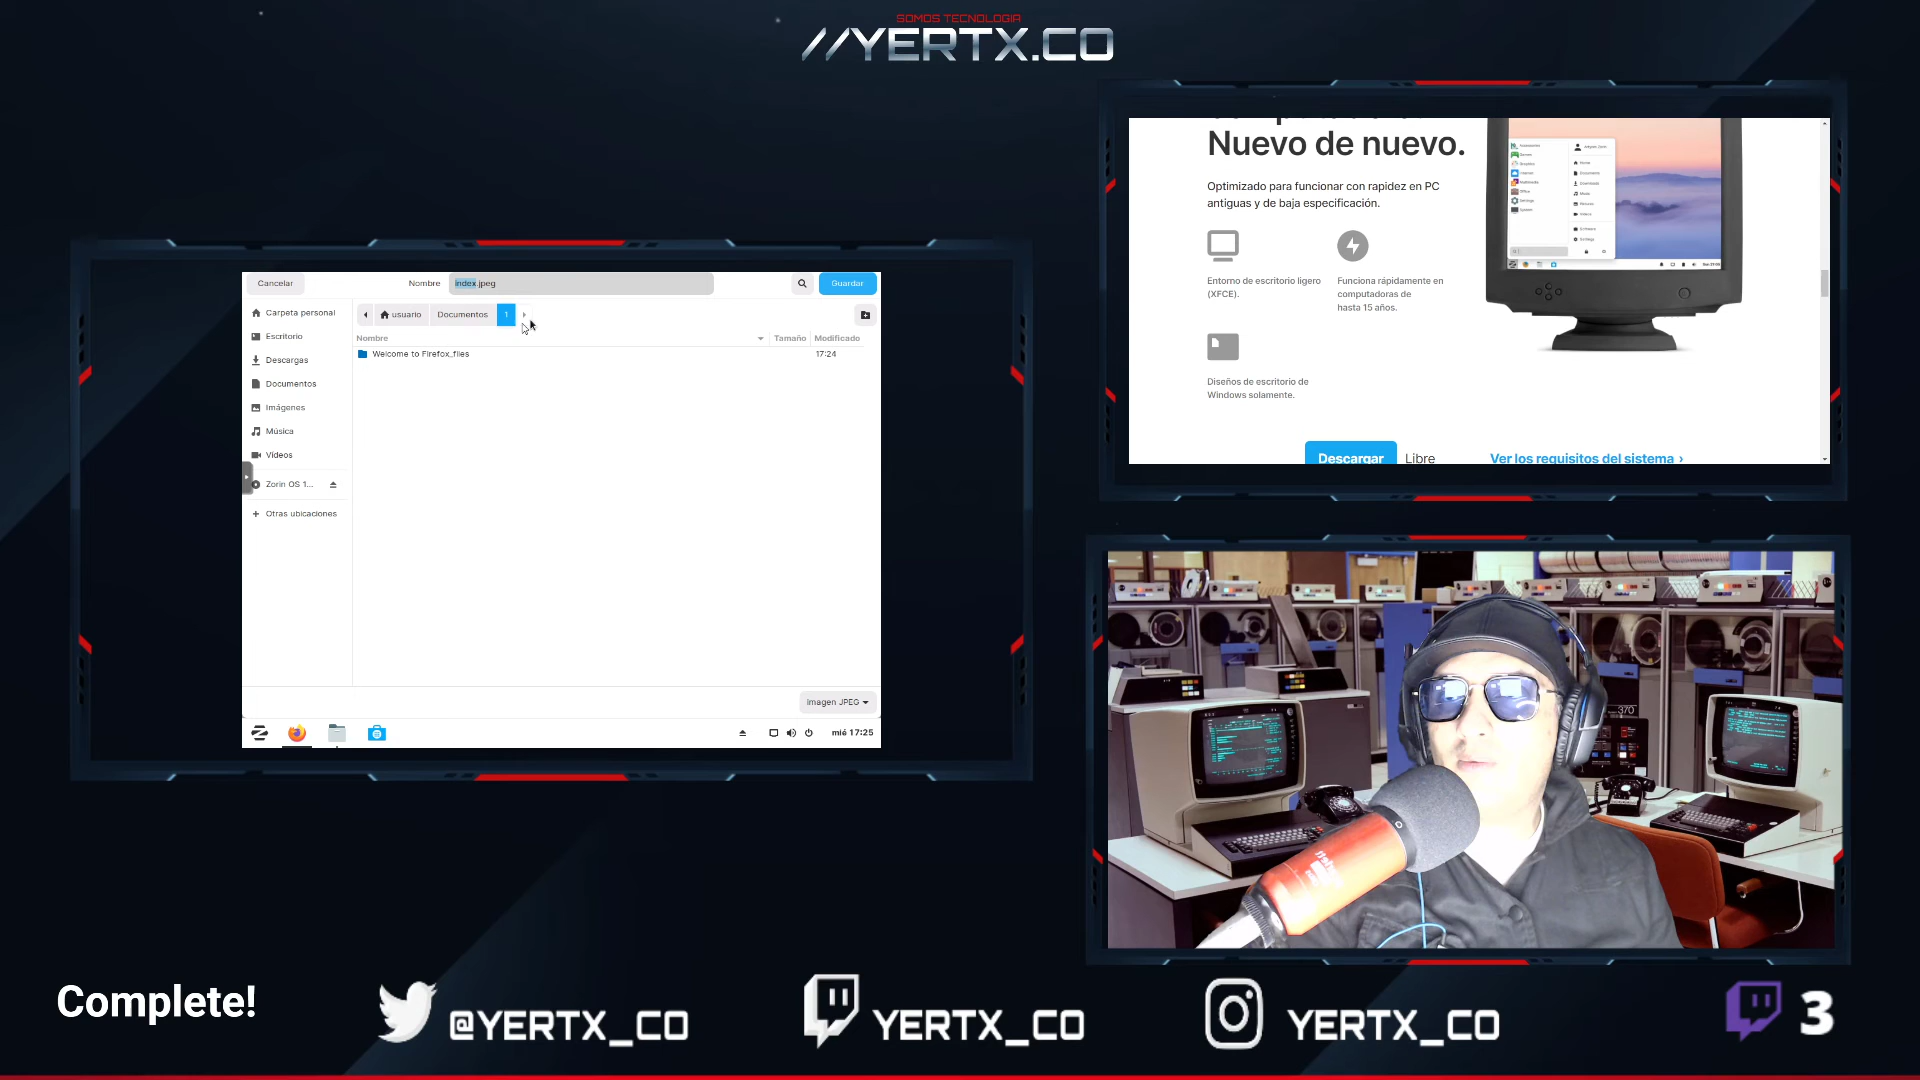 SOMOS TECNOLOGIA
//YERTX.CO
Cancelar
Nombre
index.jpeg
Guardar
Carpeta personal
Escritorio
Descargas
Documentos
Imágenes
Música
Vídeos
Zorin OS 1...
Otras ubicaciones
usuario
Documentos
1
Nombre
Tamaño
Modificado
Welcome to Firefox_files
17:24
Imagen JPEG
mié 17:25
Nuevo de nuevo.
Optimizado para funcionar con rapidez en PC
antiguas y de baja especificación.
Entorno de escritorio ligero
(XFCE).
Funciona rápidamente en
computadoras de
hasta 15 años.
Diseños de escritorio de
Windows solamente.
Descargar
Libre
Ver los requisitos del sistema ›
370
Complete!
@YERTX_CO
YERTX_CO
YERTX_CO
3